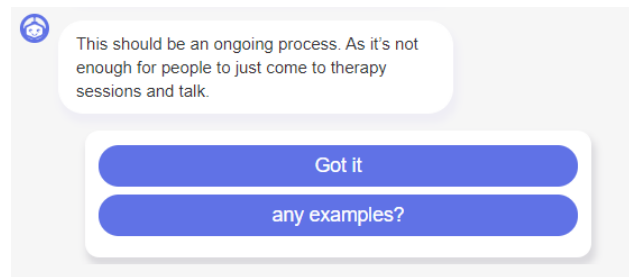 This should be an ongoing process. As it's not
enough for people to just come to therapy
sessions and talk.
Got it
any examples?